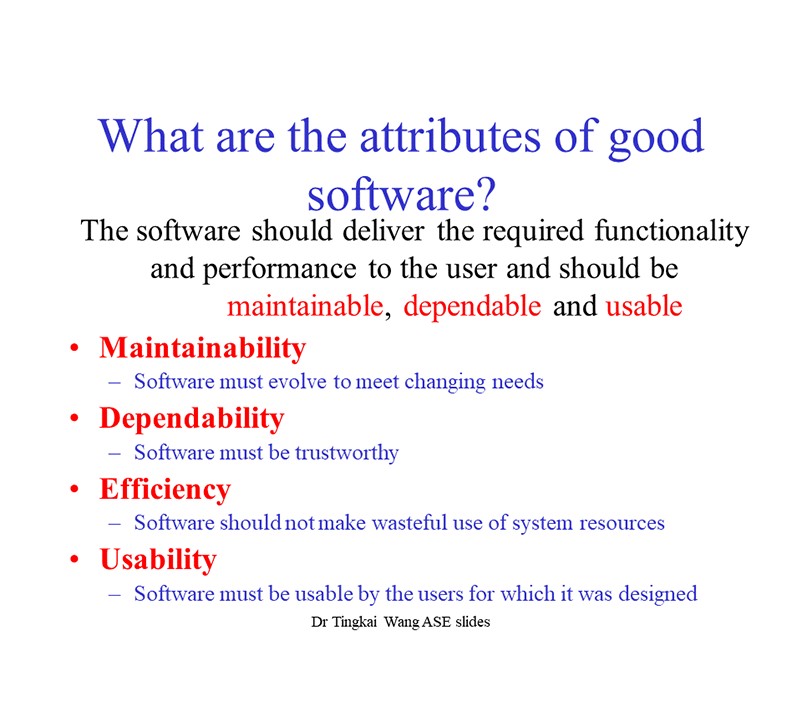 What are the attributes of good
software?
The software should deliver the required functionality
and performance to the user and should be
maintainable, dependable and usable
• Maintainability
– Software must evolve to meet changing needs
• Dependability
– Software must be trustworthy
• Efficiency
– Software should not make wasteful use of system resources
• Usability
– Software must be usable by the users for which it was designed
Dr Tingkai Wang ASE slides